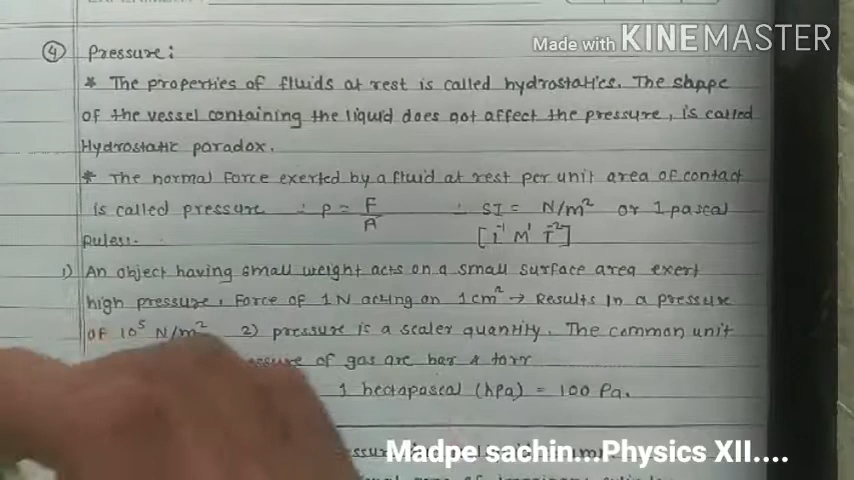 Made with KINEMASTER
④ Pressure:
* The properties of fluids at rest is called hydrostatics. The shape
of the vessel containing the liquid does not affect the pressure, is called
Hydrostatic paradox.
* The normal force exerted by a fluid at rest per unit area of contact
is called pressure ∴ P = F/A ∴ SI = N/m² or 1 pascal
Rules:- [L⁻¹ M¹ T⁻²]
1) An object having small weight acts on a small surface area exert
high pressure, Force of 1N acting on 1cm² → Results in a pressure
OF 10⁵ N/m² 2) pressure is a scaler quantity. The common unit
of gas are bar & torr
1 hectapascal (hpa) = 100 Pa.
Madpe sachin...Physics XII....